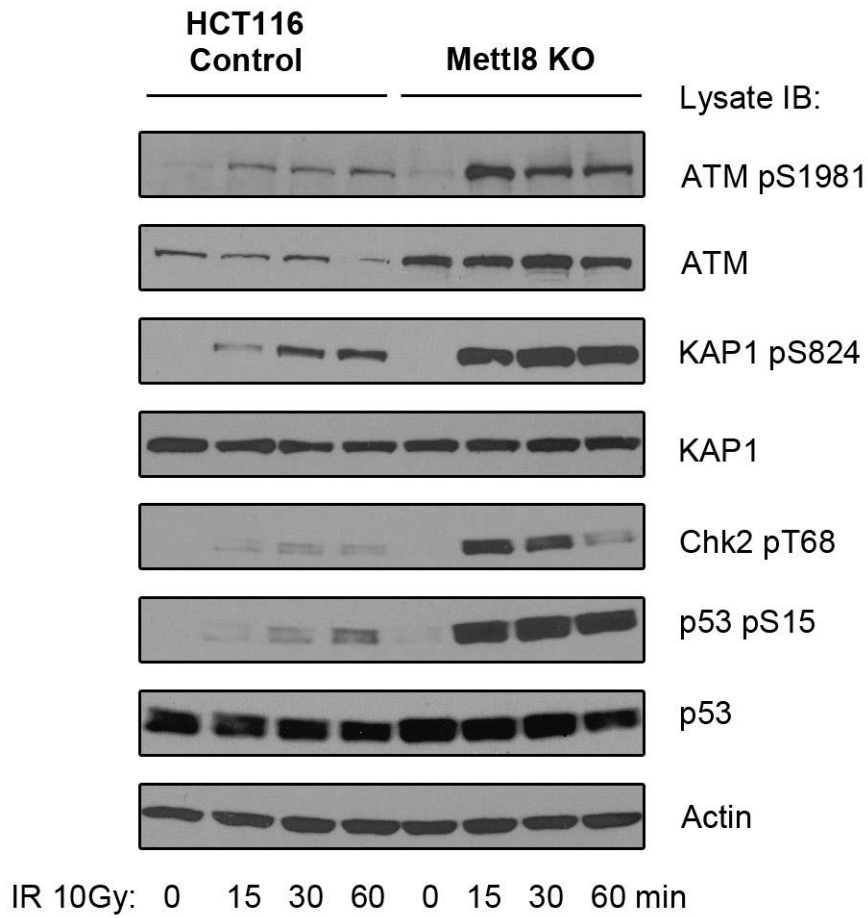 HCT116
Control
Mettl8 KO
Lysate IB:
ATM pS1981
ATM
KAP1 pS824
KAP1
Chk2 pT68
p53 pS15
p53
Actin
IR 10Gy: 0 15 30 60 0 15 30 60 min